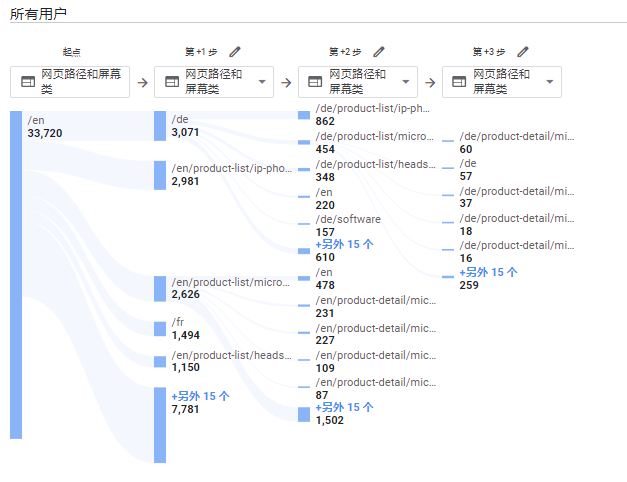 所有用户
起点
第 +1 步
第 +2 步
第 +3 步
网页路径和屏幕
类
网页路径和
屏幕类
网页路径和
屏幕类
网页路径和
屏幕类
/en
33,720
/de
3,071
/en/product-list/ip-pho...
2,981
/en/product-list/micro...
2,626
/fr
1,494
/en/product-list/heads...
1,150
+另外 15 个
7,781
/de/product-list/ip-ph...
862
/de/product-list/micro...
454
/de/product-list/heads...
348
/en
220
/de/software
157
+另外 15 个
610
/en
478
/en/product-detail/mic...
231
/en/product-detail/mic...
227
/en/product-detail/mic...
109
/en/product-detail/mic...
87
+另外 15 个
1,502
/de/product-detail/mi...
60
/de
57
/de/product-detail/mi...
37
/de/product-detail/mi...
18
/de/product-detail/mi...
16
+另外 15 个
259